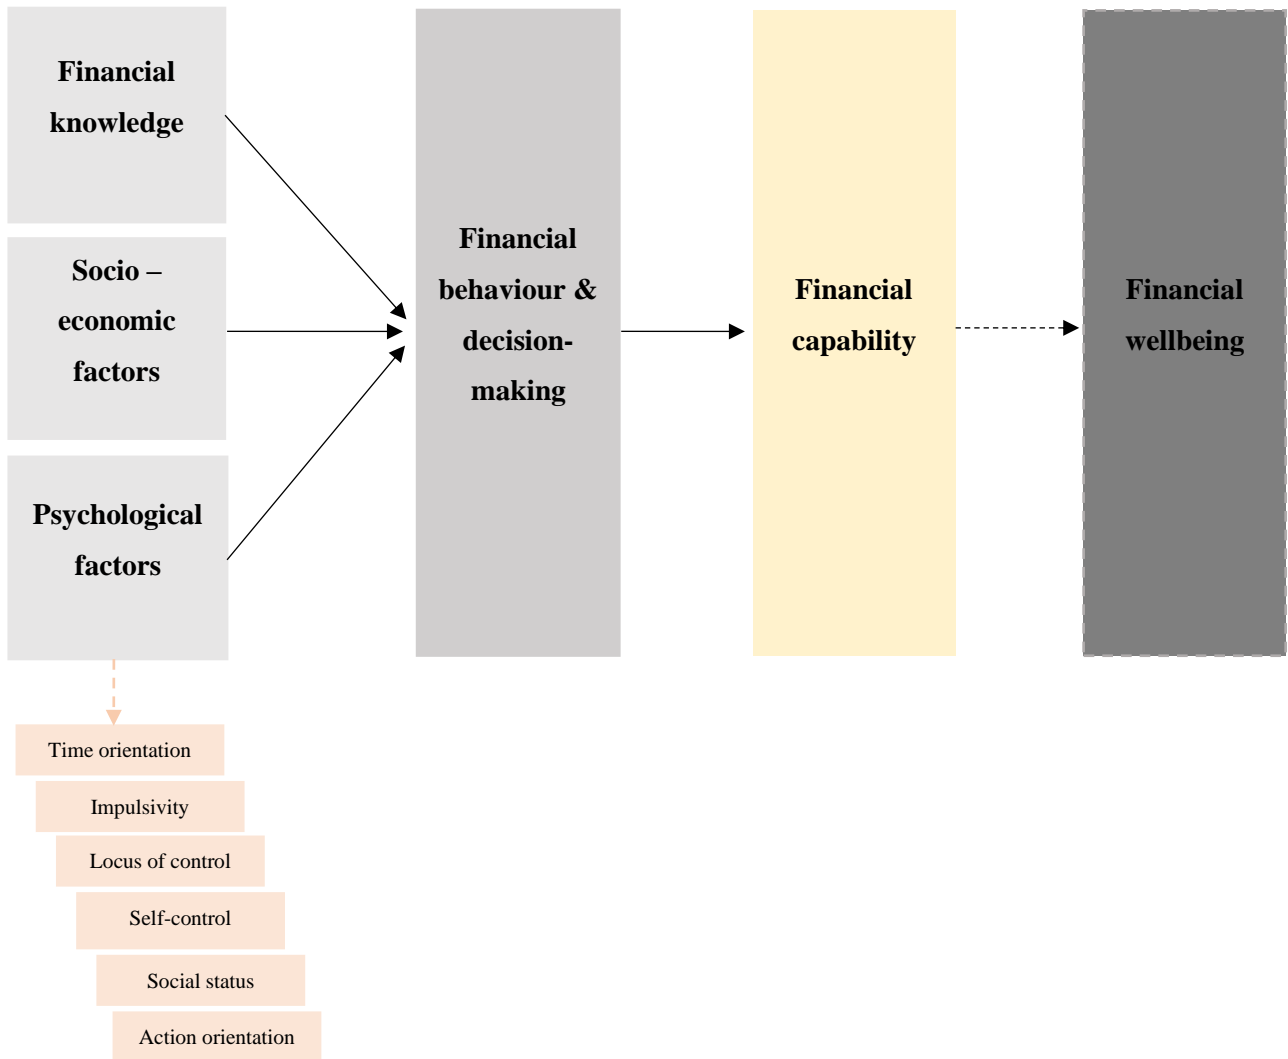 Financial
knowledge
Socio –
economic
factors
Psychological
factors
Financial
behaviour &
decision-
making
Financial
capability
Financial
wellbeing
Time orientation
Impulsivity
Locus of control
Self-control
Social status
Action orientation